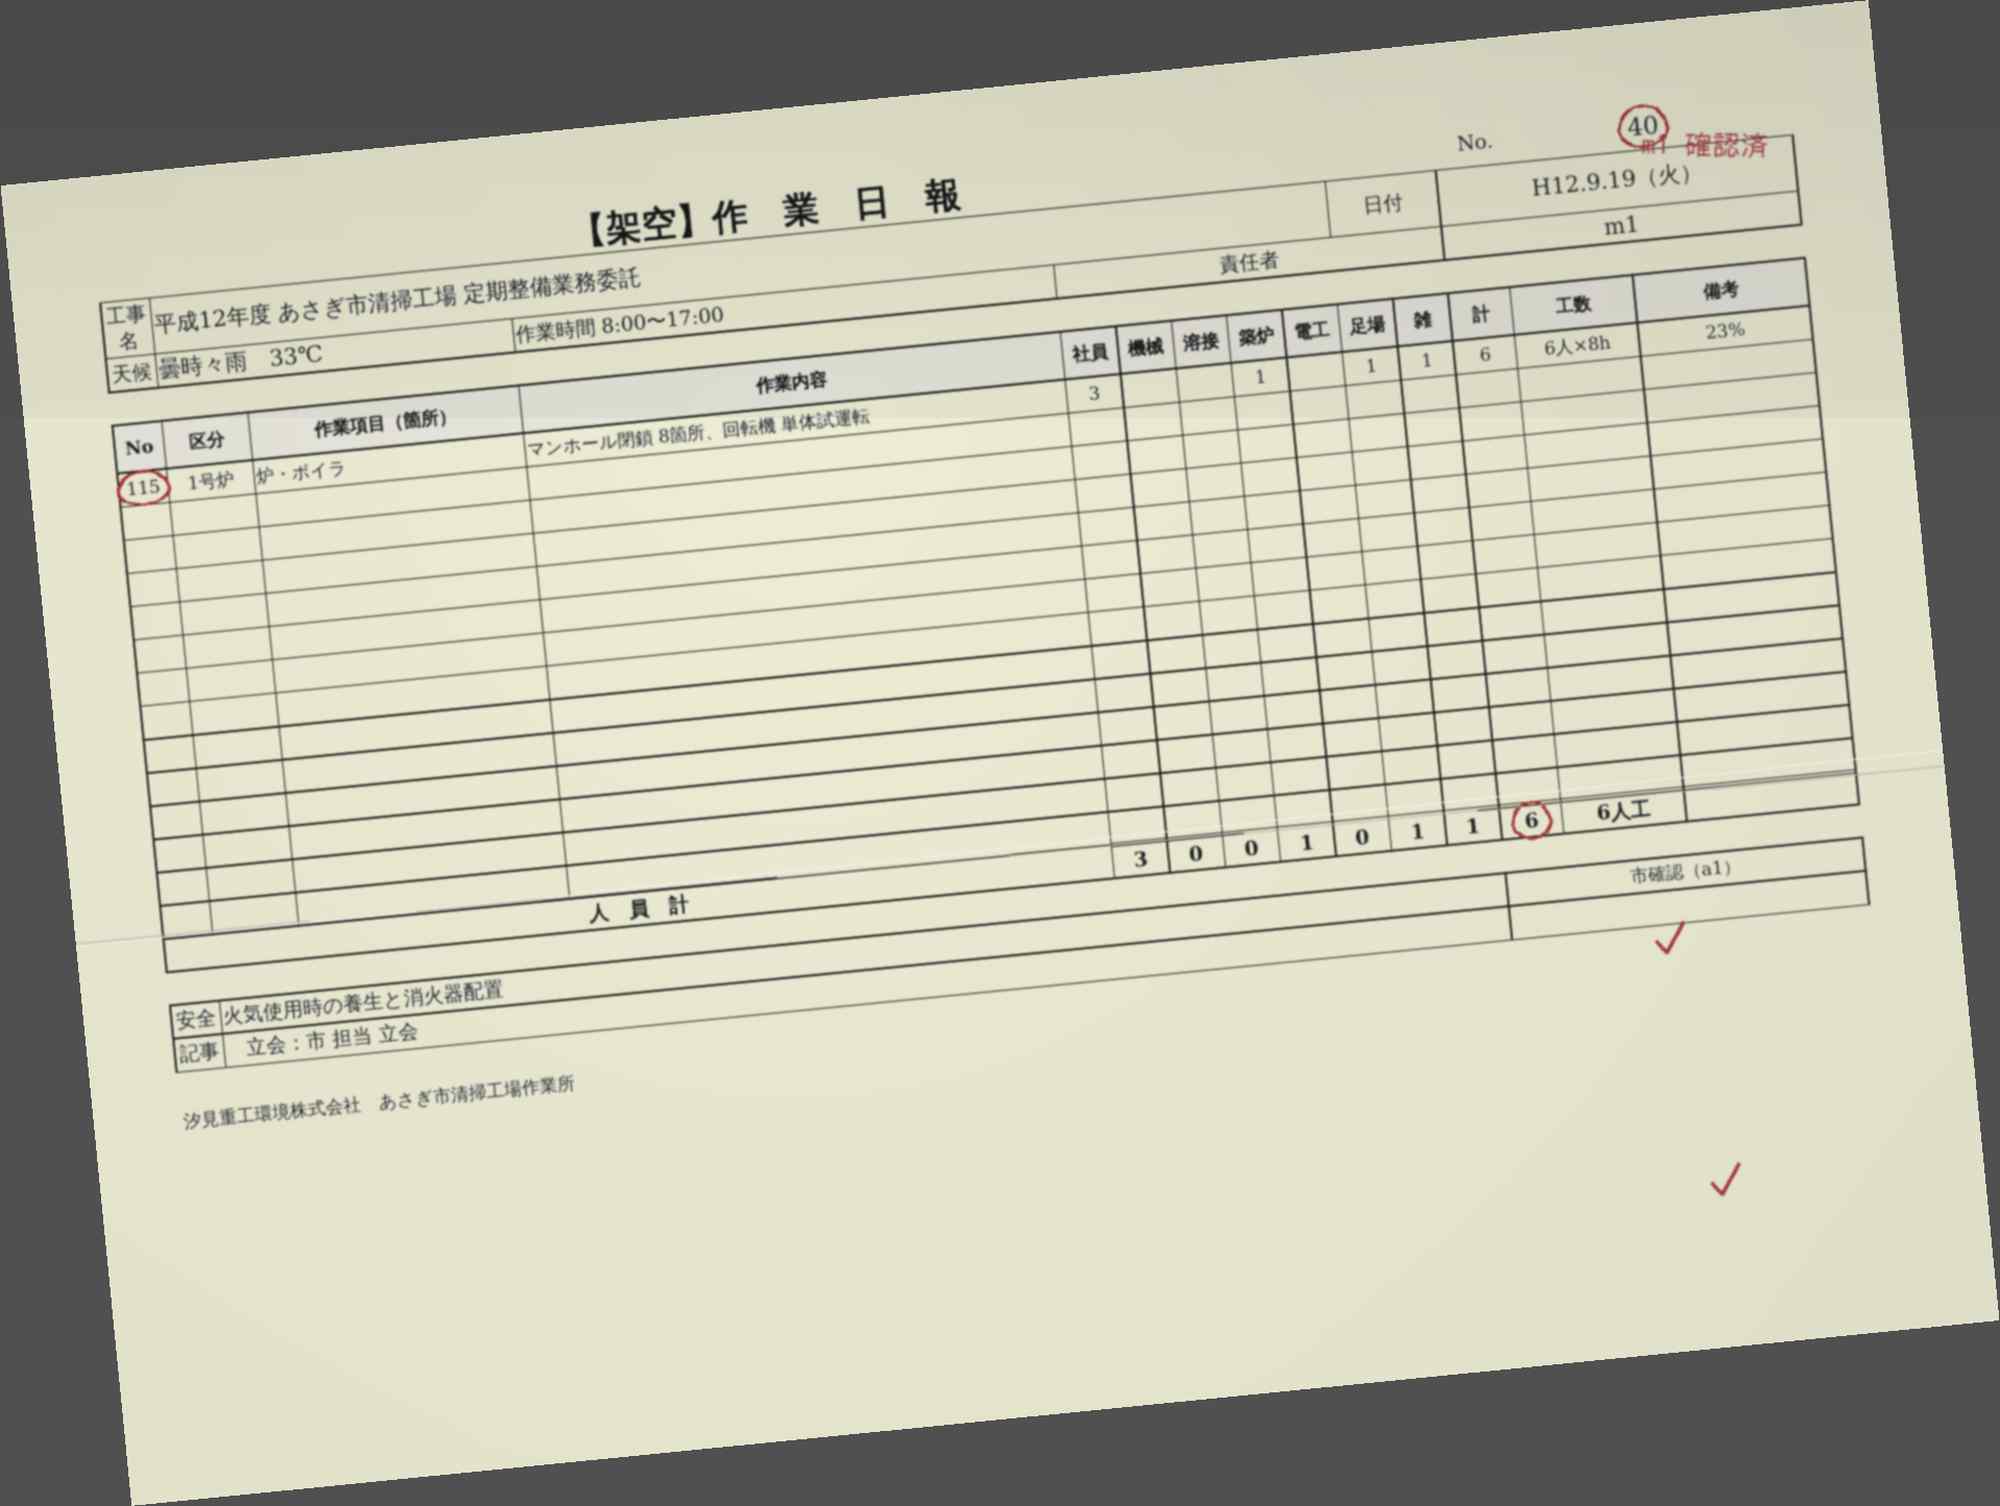 No. 40
m1 確認済
【架空】作 業 日 報
工事名 平成12年度 あさぎ市清掃工場 定期整備業務委託 日付 H12.9.19（火）
天候 曇時々雨 33℃ 作業時間 8:00〜17:00 責任者 m1
No 区分 作業項目（箇所） 作業内容 社員 機械 溶接 築炉 電工 足場 雑 計 工数 備考
115 1号炉 炉・ボイラ マンホール閉鎖 8箇所、回転機 単体試運転 3 1 1 1 6 6人×8h 23%
人 員 計 3 0 0 1 0 1 1 6 6人工
市確認（a1）
安全 火気使用時の養生と消火器配置
記事 立会：市 担当 立会
汐見重工環境株式会社 あさぎ市清掃工場作業所